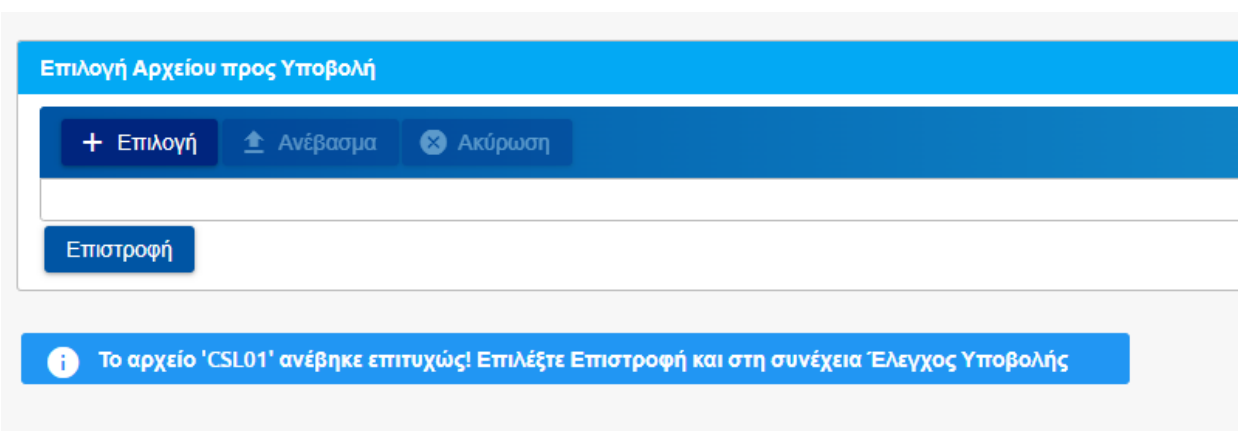 Επιλογή Αρχείου προς Υποβολή
Επιλογή Ανέβασμα Ακύρωση
Επιστροφή
Το αρχείο 'CSL01' ανέβηκε επιτυχώς! Επιλέξτε Επιστροφή και στη συνέχεια Έλεγχος Υποβολής